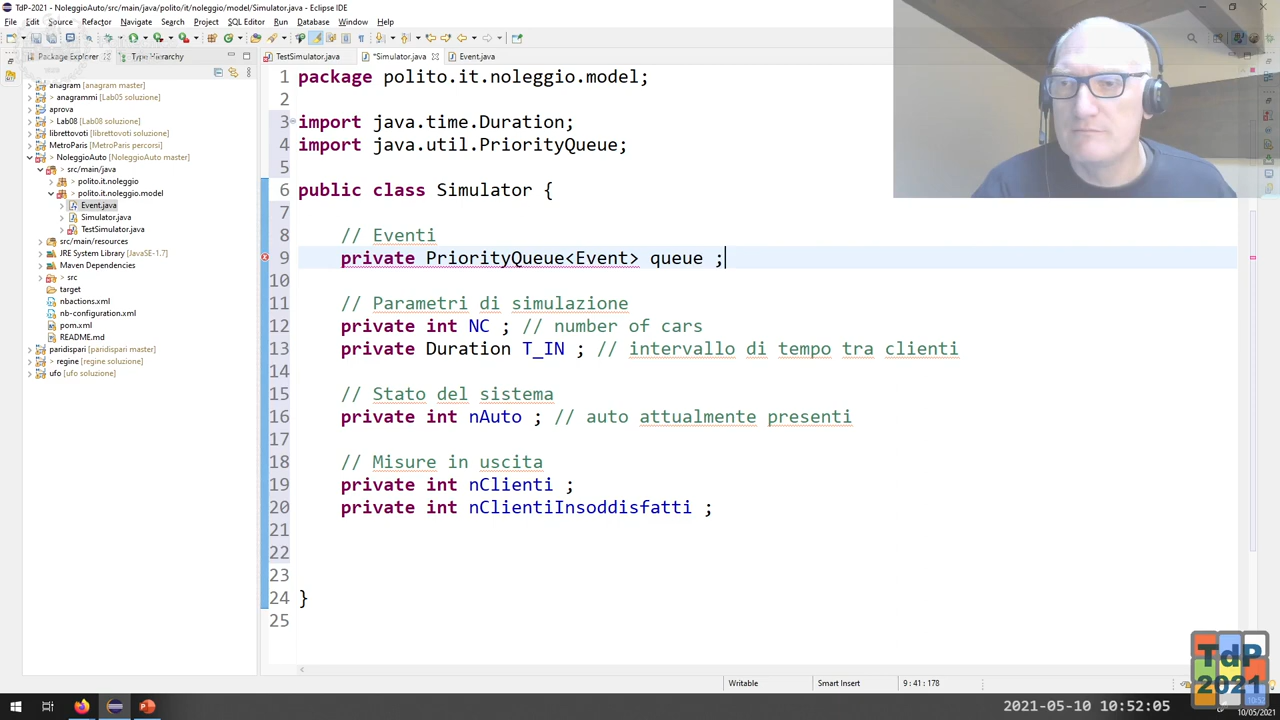 TdP-2021 - NoleggioAuto/src/main/java/polito/it/noleggio/model/Simulator.java - Eclipse IDE
File Edit Source Refactor Navigate Search Project SQL Editor Run Database Window Help
Package Explorer Type Hierarchy
TestSimulator.java *Simulator.java Event.java
anagram [anagram master]
> anagrammi [Lab05 soluzione]
aprova
> Lab08 [Lab08 soluzione]
librettovoti [librettovoti soluzione]
MetroParis [MetroParis percorsi]
> NoleggioAuto [NoleggioAuto master]
> src/main/java
> polito.it.noleggio
> polito.it.noleggio.model
Event.java
Simulator.java
TestSimulator.java
src/main/resources
JRE System Library [JavaSE-1.7]
Maven Dependencies
> src
target
nbactions.xml
nb-configuration.xml
pom.xml
README.md
paridispari [paridispari master]
> regine [regine soluzione]
ufo [ufo soluzione]
1 package polito.it.noleggio.model;
2
3 import java.time.Duration;
4 import java.util.PriorityQueue;
5
6 public class Simulator {
7
8 // Eventi
9 private PriorityQueue<Event> queue ;
10
11 // Parametri di simulazione
12 private int NC ; // number of cars
13 private Duration T_IN ; // intervallo di tempo tra clienti
14
15 // Stato del sistema
16 private int nAuto ; // auto attualmente presenti
17
18 // Misure in uscita
19 private int nClienti ;
20 private int nClientiInsoddisfatti ;
21
22
23
24 }
25
Writable Smart Insert 9 : 41 : 178
TdP
2021
2021-05-10 10:52:05
10:52
10/05/2021